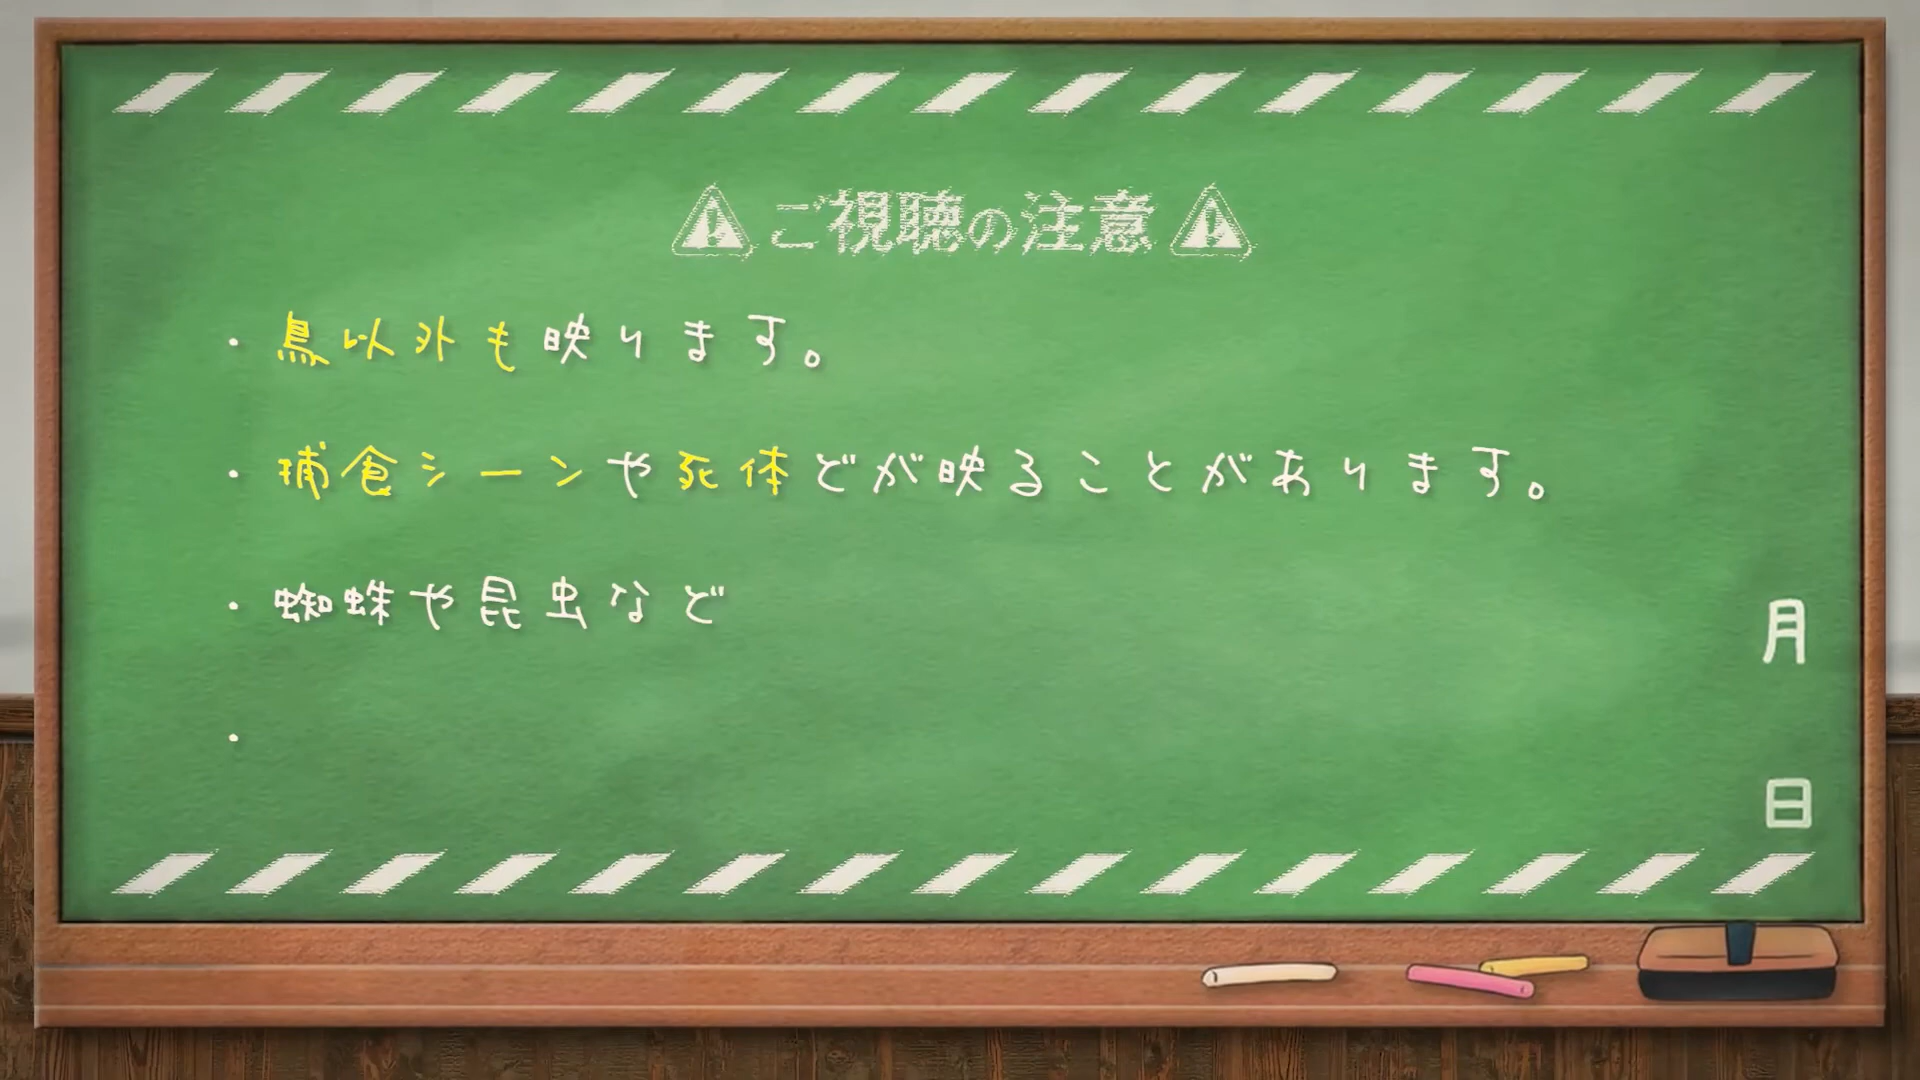 ⚠ご視聴の注意⚠
・鳥以外も映ります。
・捕食シーンや死体どが映ることがあります。
・蜘蛛や昆虫など
・
月
日